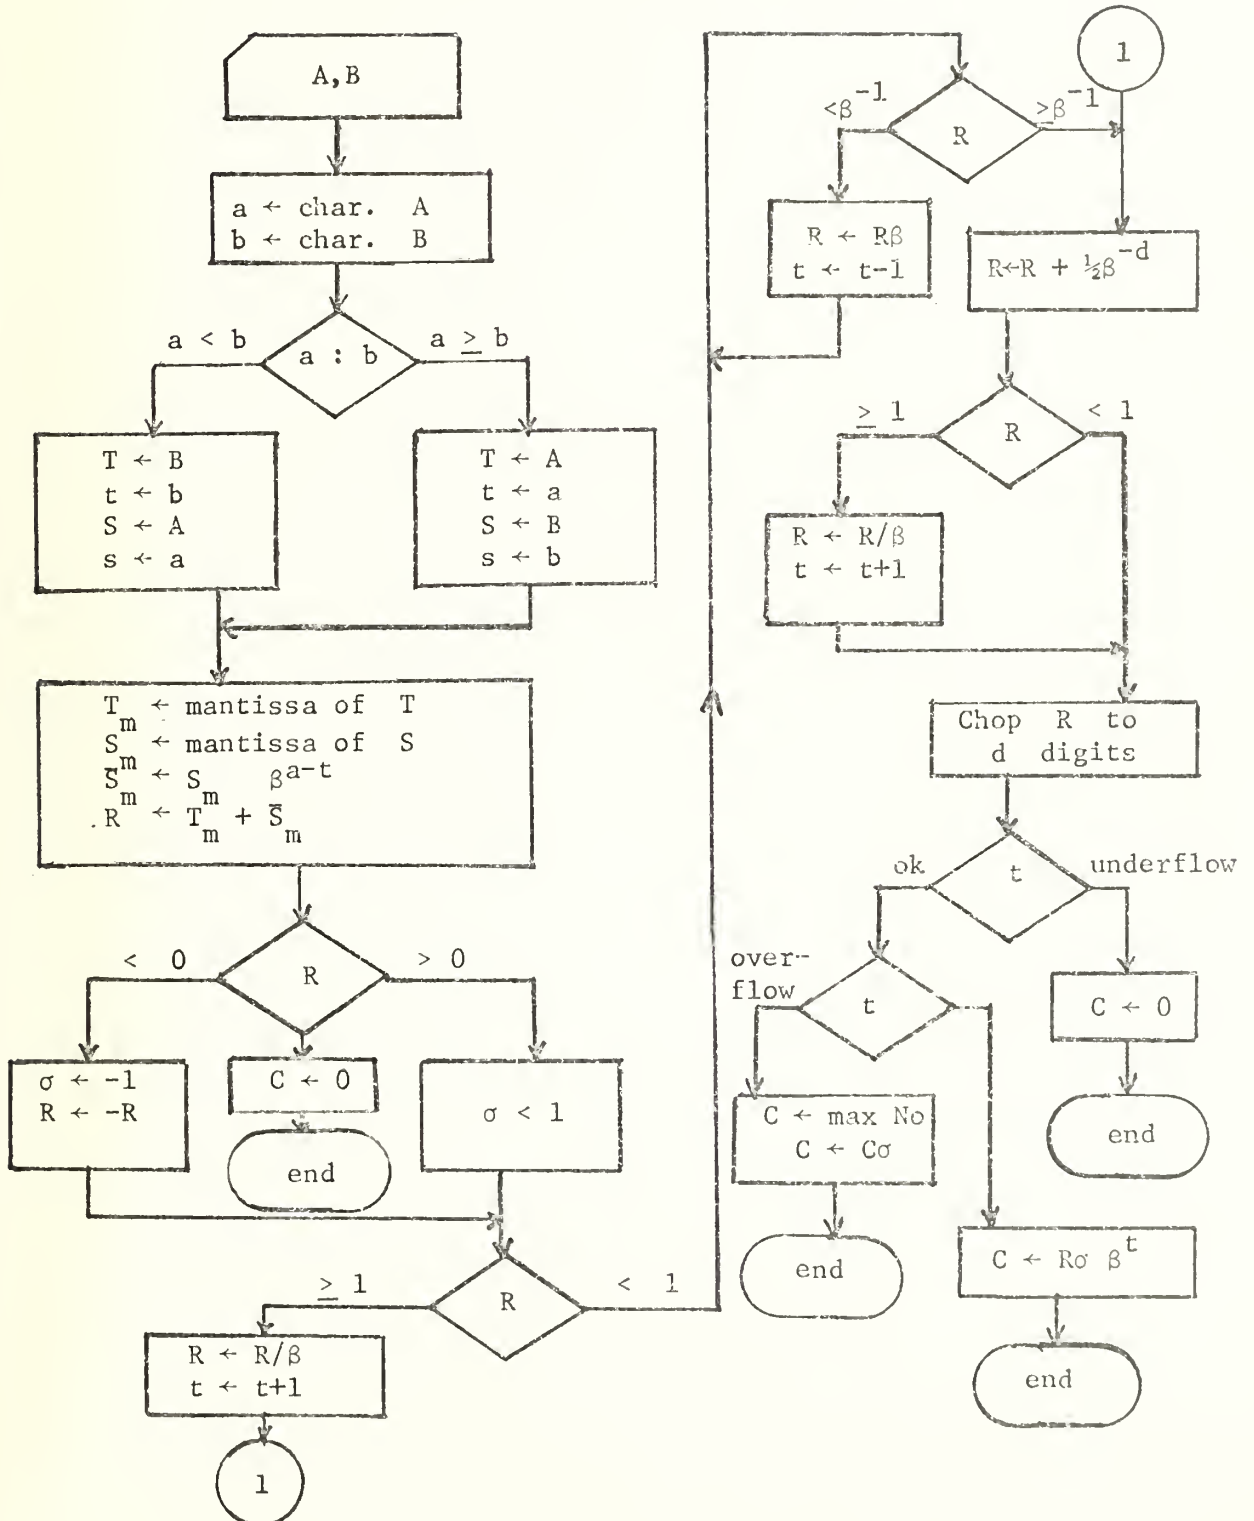 A,B
a ← char. A
b ← char. B
a < b
a : b
a ≥ b
T ← B
t ← b
S ← A
s ← a
T ← A
t ← a
S ← B
s ← b
T_m ← mantissa of T
S_m ← mantissa of S
S̄_m ← S_m β^{a-t}
R ← T_m + S̄_m
< 0
R
> 0
σ ← -1
R ← -R
C ← 0
end
σ < 1
≥ 1
R
< 1
R ← R/β
t ← t+1
1
1
<β^{-1}
R
≥β^{-1}
R ← Rβ
t ← t-1
R←R + ½β^{-d}
≥ 1
R
< 1
R ← R/β
t ← t+1
Chop R to
d digits
ok
t
underflow
over-
flow
t
C ← 0
end
C ← max No
C ← Cσ
end
C ← Rσ β^t
end